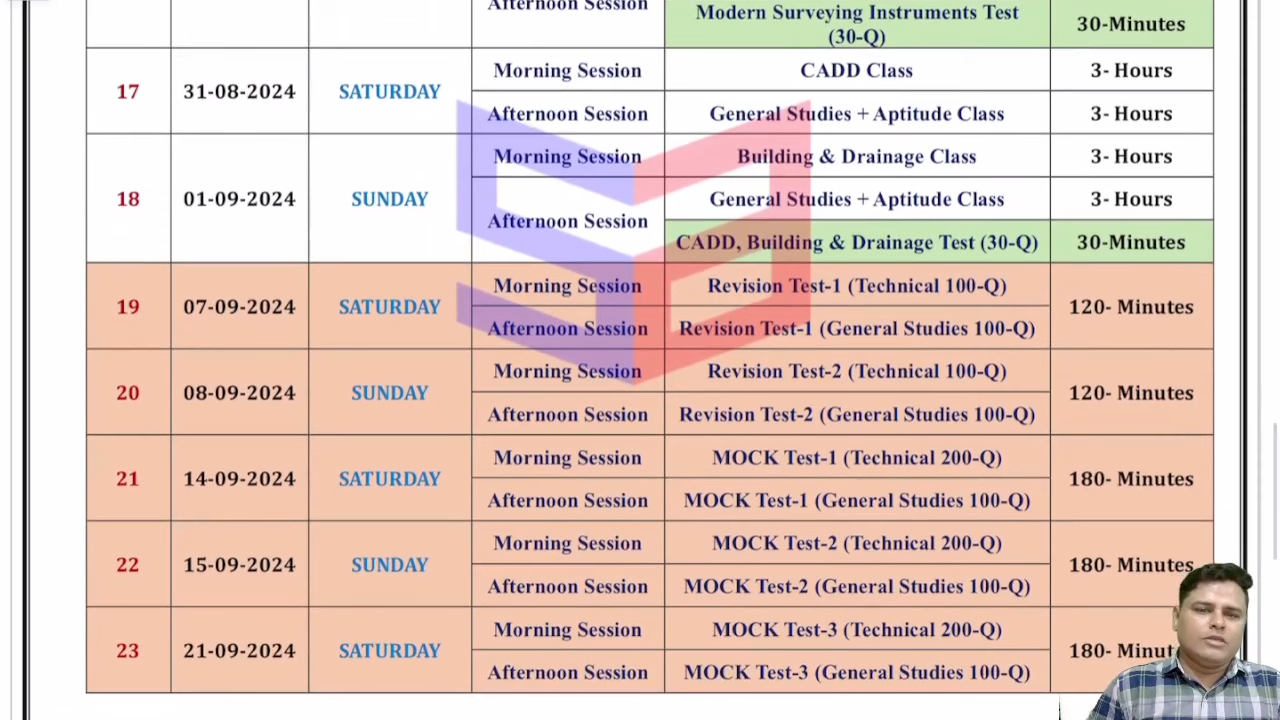 Afternoon Session
Modern Surveying Instruments Test
(30-Q)
30-Minutes
17
31-08-2024
SATURDAY
Morning Session
CADD Class
3- Hours
Afternoon Session
General Studies + Aptitude Class
3- Hours
18
01-09-2024
SUNDAY
Morning Session
Building & Drainage Class
3- Hours
Afternoon Session
General Studies + Aptitude Class
3- Hours
CADD, Building & Drainage Test (30-Q)
30-Minutes
19
07-09-2024
SATURDAY
Morning Session
Revision Test-1 (Technical 100-Q)
120- Minutes
Afternoon Session
Revision Test-1 (General Studies 100-Q)
20
08-09-2024
SUNDAY
Morning Session
Revision Test-2 (Technical 100-Q)
120- Minutes
Afternoon Session
Revision Test-2 (General Studies 100-Q)
21
14-09-2024
SATURDAY
Morning Session
MOCK Test-1 (Technical 200-Q)
180- Minutes
Afternoon Session
MOCK Test-1 (General Studies 100-Q)
22
15-09-2024
SUNDAY
Morning Session
MOCK Test-2 (Technical 200-Q)
180- Minutes
Afternoon Session
MOCK Test-2 (General Studies 100-Q)
23
21-09-2024
SATURDAY
Morning Session
MOCK Test-3 (Technical 200-Q)
180- Minut
Afternoon Session
MOCK Test-3 (General Studies 100-Q)